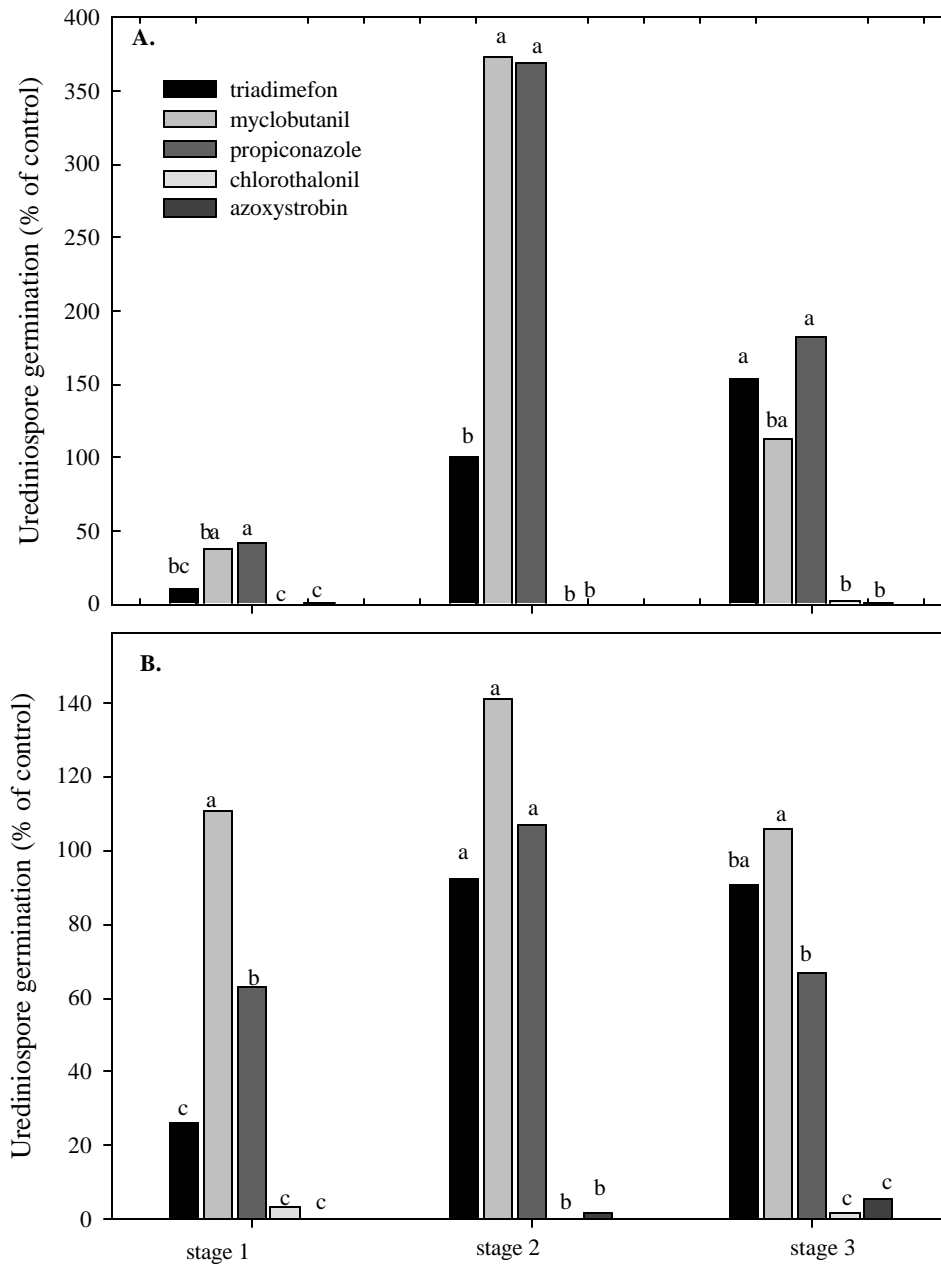 400
A.
a
a
triadimefon
myclobutanil
propiconazole
chlorothalonil
azoxystrobin
350
300
250
200
150
100
50
0
Urediniospore germination (% of control)
bc
ba
a
c
c
b
b
b
a
ba
a
b
b
B.
140
120
100
80
60
40
20
0
Urediniospore germination (% of control)
c
a
b
c
c
a
a
a
b
b
ba
a
b
c
c
stage 1
stage 2
stage 3